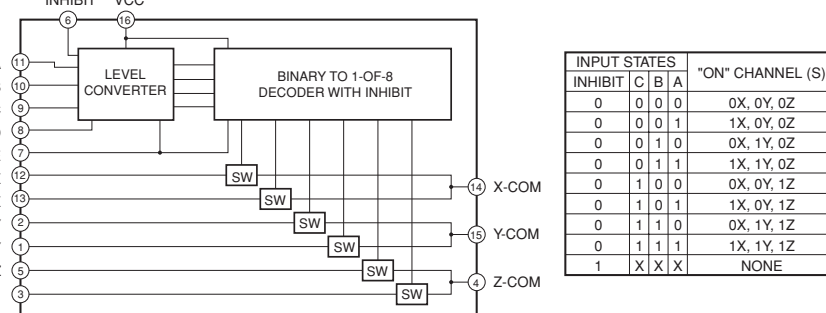 INHIBIT VCC
6
16
11
10
9
8
7
12
13
2
1
5
3
LEVEL
CONVERTER
BINARY TO 1-OF-8
DECODER WITH INHIBIT
SW
SW
SW
SW
SW
SW
14 X-COM
15 Y-COM
4 Z-COM
INPUT STATES "ON" CHANNEL (S)
INHIBIT C B A
0 0 0 0 0X, 0Y, 0Z
0 0 0 1 1X, 0Y, 0Z
0 0 1 0 0X, 1Y, 0Z
0 0 1 1 1X, 1Y, 0Z
0 1 0 0 0X, 0Y, 1Z
0 1 0 1 1X, 0Y, 1Z
0 1 1 0 0X, 1Y, 1Z
0 1 1 1 1X, 1Y, 1Z
1 X X X NONE